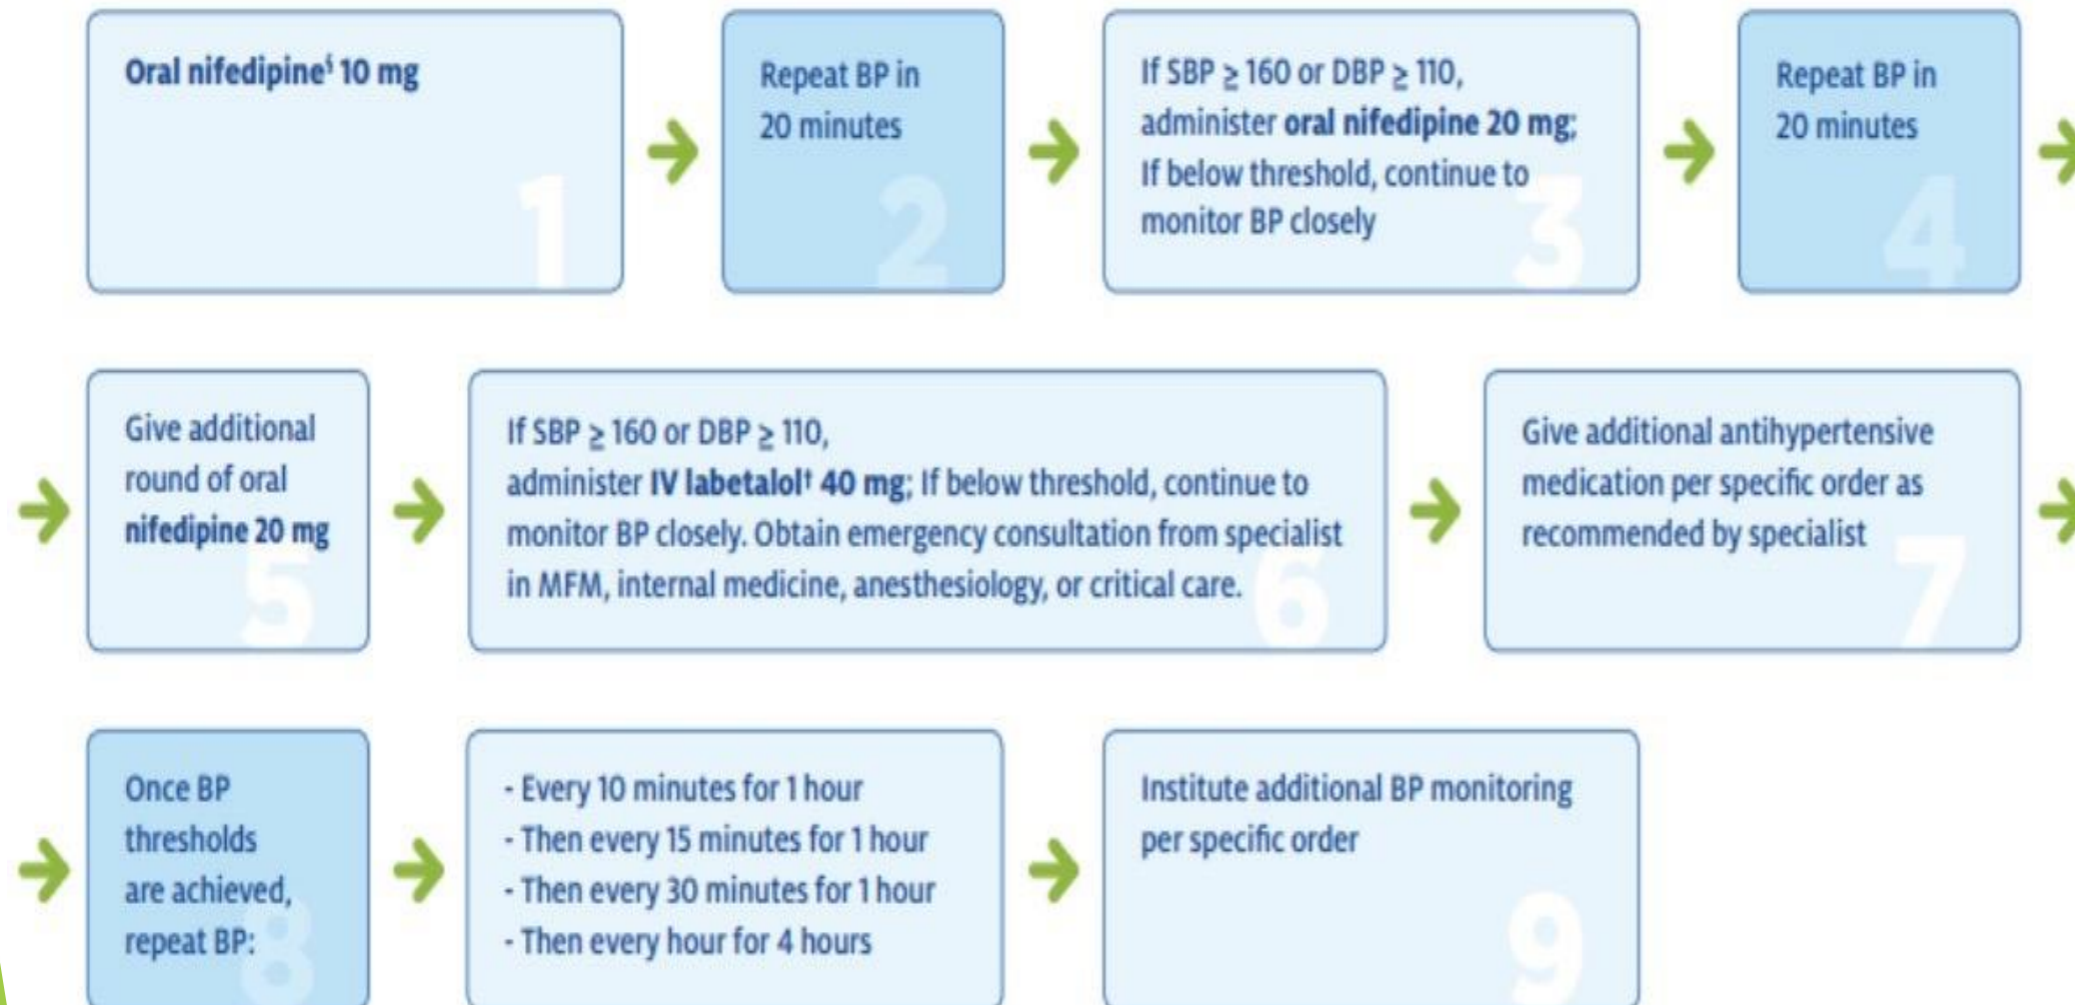 Oral nifedipine§ 10 mg
1
Repeat BP in
20 minutes
2
If SBP ≥ 160 or DBP ≥ 110,
administer oral nifedipine 20 mg;
If below threshold, continue to
monitor BP closely
3
Repeat BP in
20 minutes
4
Give additional
round of oral
nifedipine 20 mg
5
If SBP ≥ 160 or DBP ≥ 110,
administer IV labetalol† 40 mg; If below threshold, continue to
monitor BP closely. Obtain emergency consultation from specialist
in MFM, internal medicine, anesthesiology, or critical care.
6
Give additional antihypertensive
medication per specific order as
recommended by specialist
7
Once BP
thresholds
are achieved,
repeat BP:
8
- Every 10 minutes for 1 hour
- Then every 15 minutes for 1 hour
- Then every 30 minutes for 1 hour
- Then every hour for 4 hours
Institute additional BP monitoring
per specific order
9